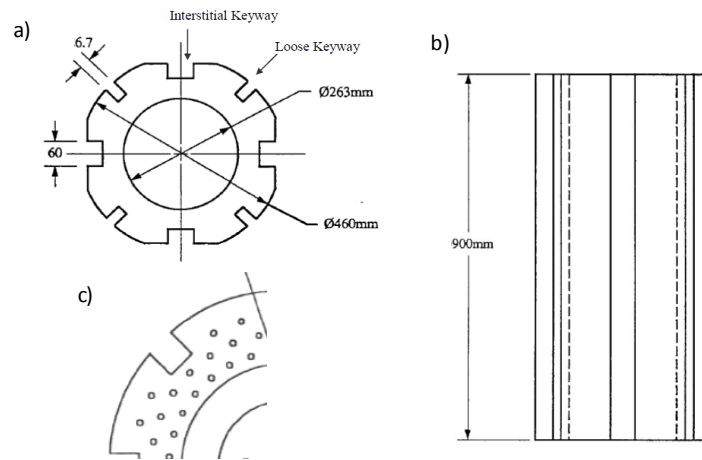 a)
Interstitial Keyway
Loose Keyway
6.7
Ø263mm
60
Ø460mm
b)
900mm
c)